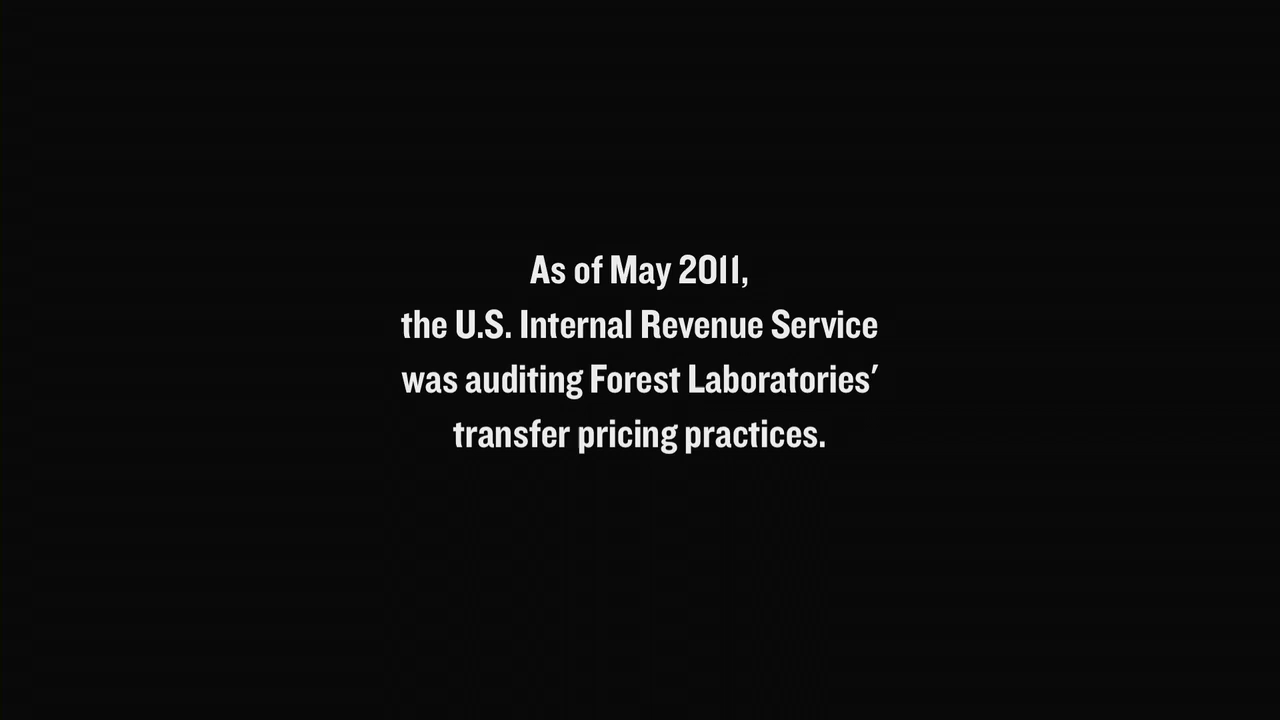 As of May 2011,
the U.S. Internal Revenue Service
was auditing Forest Laboratories’
transfer pricing practices.